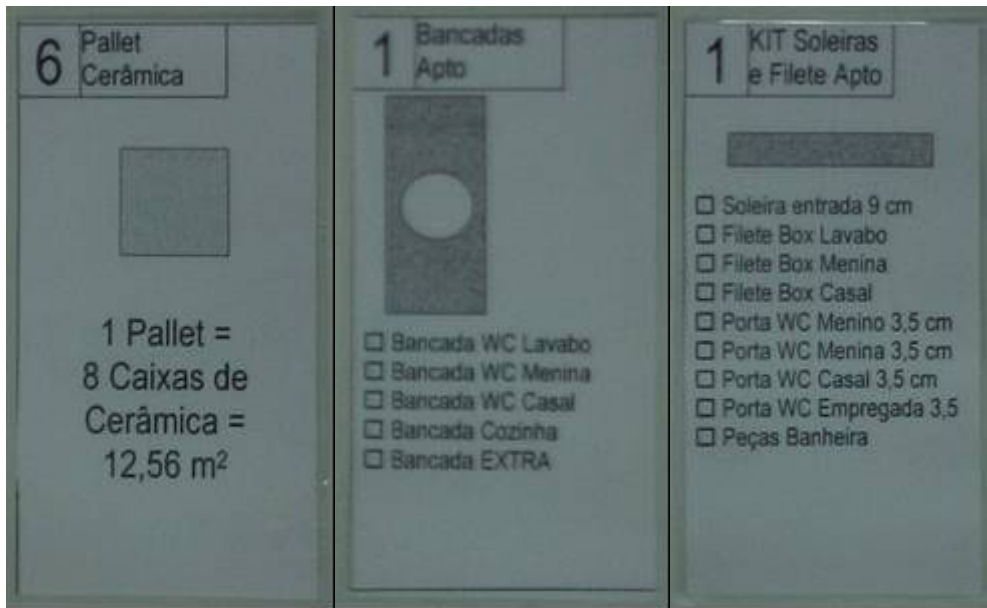 6 Pallet
Cerâmica
1 Pallet =
8 Caixas de
Cerâmica =
12,56 m²
1 Bancadas
Apto
☐ Bancada WC Lavabo
☐ Bancada WC Menina
☐ Bancada WC Casal
☐ Bancada Cozinha
☐ Bancada EXTRA
1 KIT Soleiras
e Filete Apto
☐ Soleira entrada 9 cm
☐ Filete Box Lavabo
☐ Filete Box Menina
☐ Filete Box Casal
☐ Porta WC Menino 3,5 cm
☐ Porta WC Menina 3,5 cm
☐ Porta WC Casal 3,5 cm
☐ Porta WC Empregada 3,5
☐ Peças Banheira